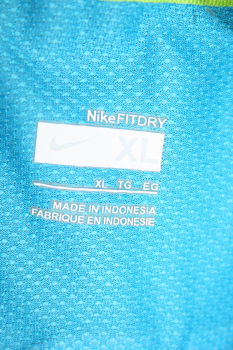 NikeFITDRY
XL
XL TG EG
MADE IN INDONESIA
FABRIQUE EN INDONESIE